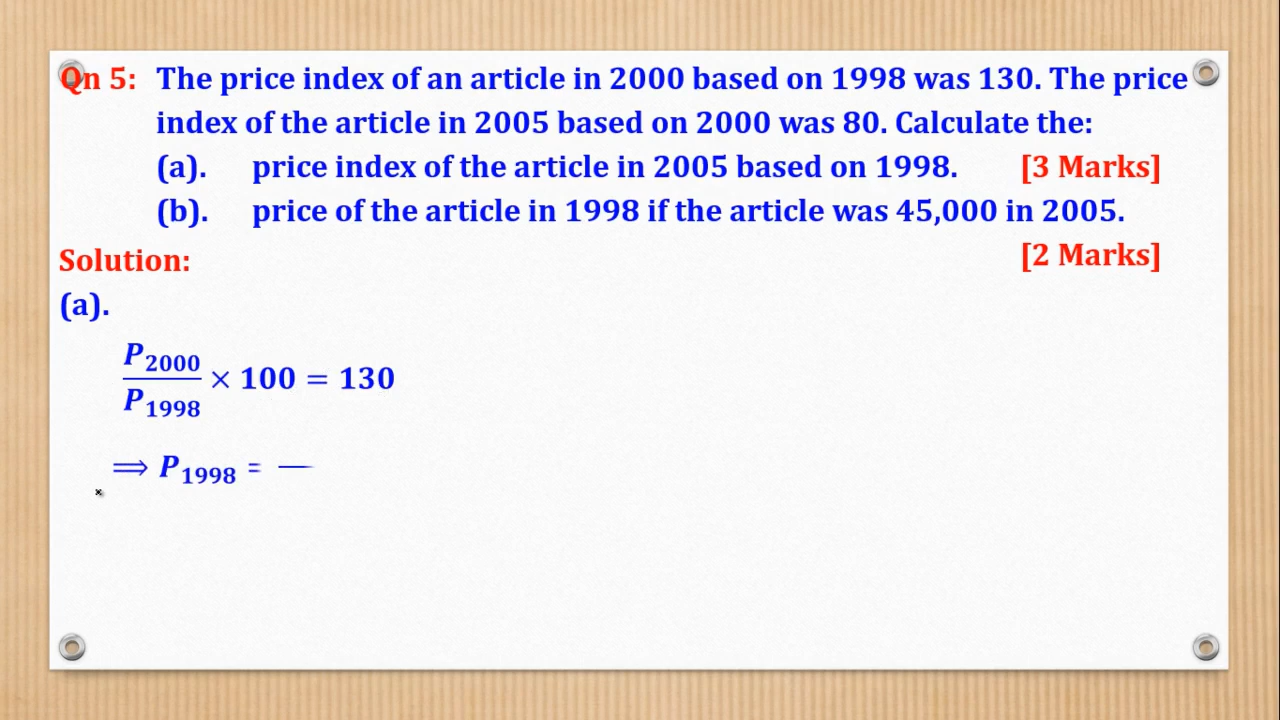 Qn 5: The price index of an article in 2000 based on 1998 was 130. The price
index of the article in 2005 based on 2000 was 80. Calculate the:
(a). price index of the article in 2005 based on 1998. [3 Marks]
(b). price of the article in 1998 if the article was 45,000 in 2005.
[2 Marks]
Solution:
(a).
P₂₀₀₀/P₁₉₉₈ × 100 = 130
⟹ P₁₉₉₈ = —